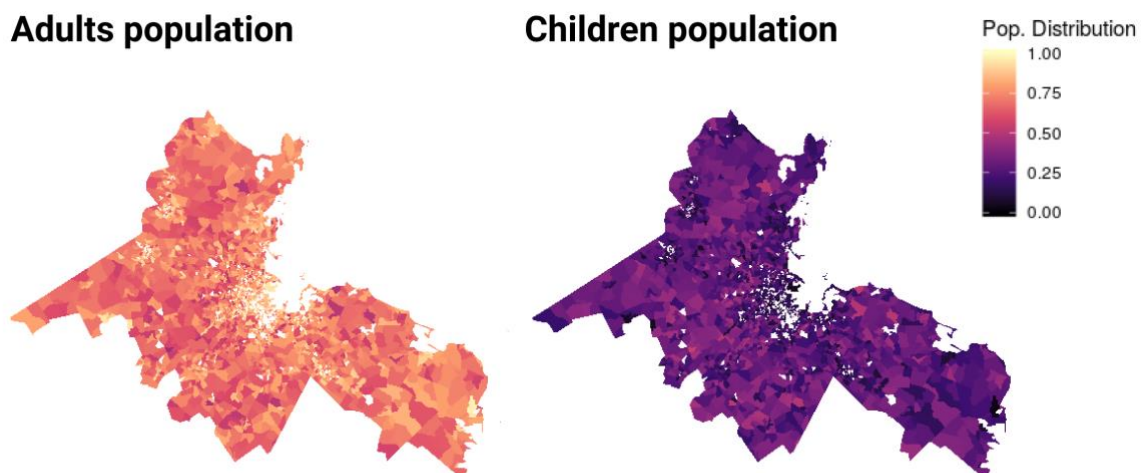 Adults population
Children population
Pop. Distribution
1.00
0.75
0.50
0.25
0.00